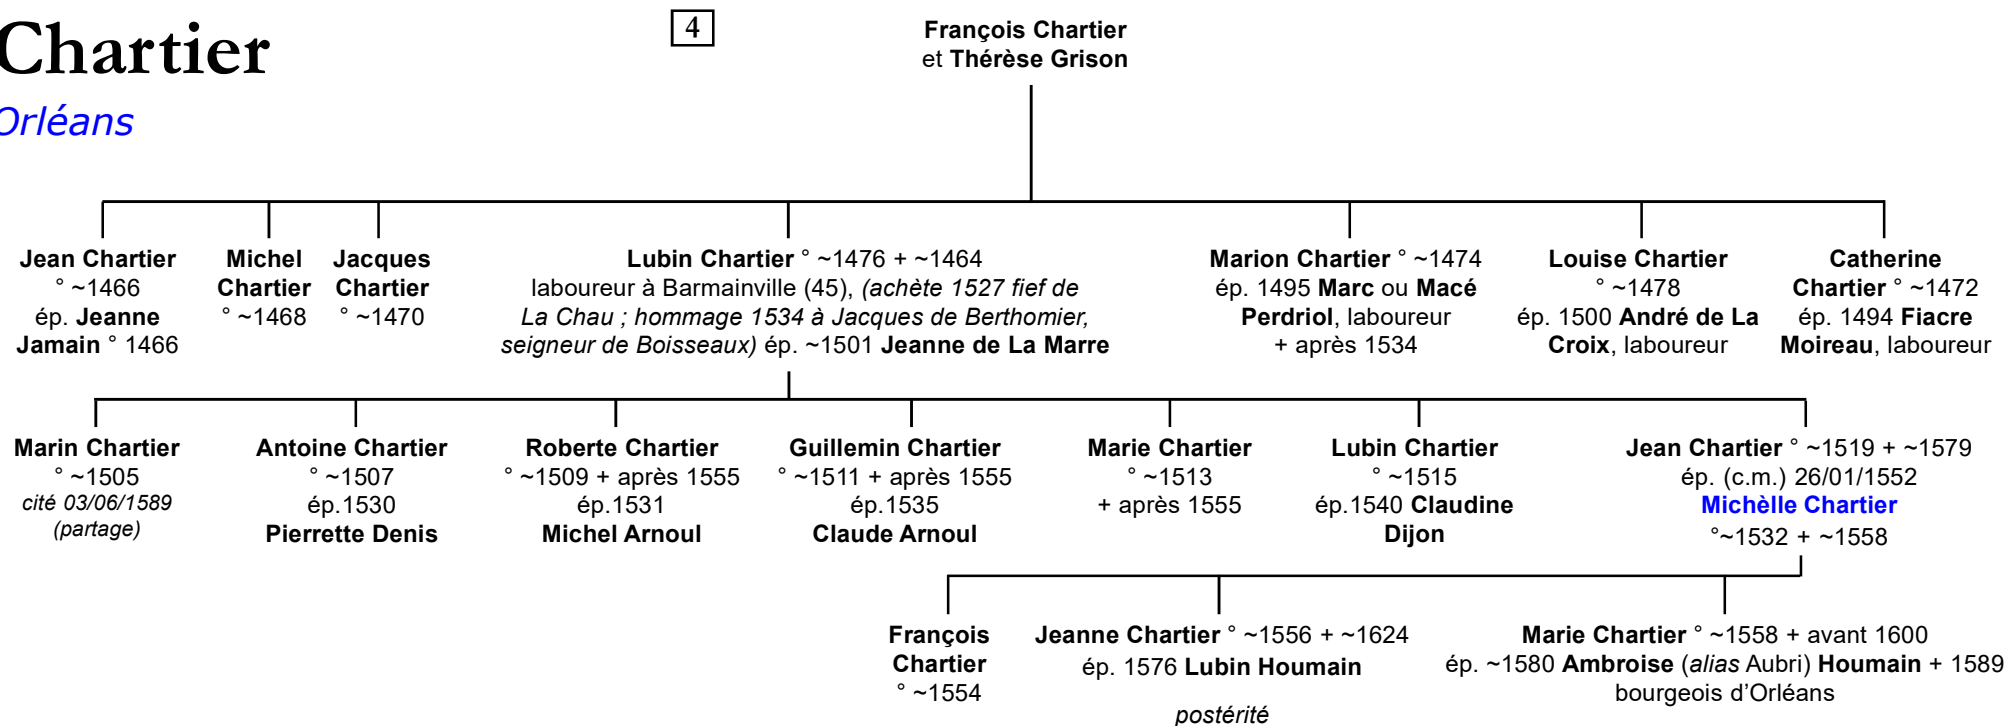 Chartier
Orléans
4
François Chartier
et Thérèse Grison
Jean Chartier
° ~1466
ép. Jeanne
Jamain ° 1466
Michel
Chartier
° ~1468
Jacques
Chartier
° ~1470
Lubin Chartier ° ~1476 + ~1464
laboureur à Barmainville (45), (achète 1527 fief de
La Chau ; hommage 1534 à Jacques de Berthomier,
seigneur de Boisseaux) ép. ~1501 Jeanne de La Marre
Marion Chartier ° ~1474
ép. 1495 Marc ou Macé
Perdriol, laboureur
+ après 1534
Louise Chartier
° ~1478
ép. 1500 André de La
Croix, laboureur
Catherine
Chartier ° ~1472
ép. 1494 Fiacre
Moireau, laboureur
Marin Chartier
° ~1505
cité 03/06/1589
(partage)
Antoine Chartier
° ~1507
ép.1530
Pierrette Denis
Roberte Chartier
° ~1509 + après 1555
ép.1531
Michel Arnoul
Guillemin Chartier
° ~1511 + après 1555
ép.1535
Claude Arnoul
Marie Chartier
° ~1513
+ après 1555
Lubin Chartier
° ~1515
ép.1540 Claudine
Dijon
Jean Chartier ° ~1519 + ~1579
ép. (c.m.) 26/01/1552
Michèlle Chartier
°~1532 + ~1558
François
Chartier
° ~1554
Jeanne Chartier ° ~1556 + ~1624
ép. 1576 Lubin Houmain
postérité
Marie Chartier ° ~1558 + avant 1600
ép. ~1580 Ambroise (alias Aubri) Houmain + 1589
bourgeois d'Orléans